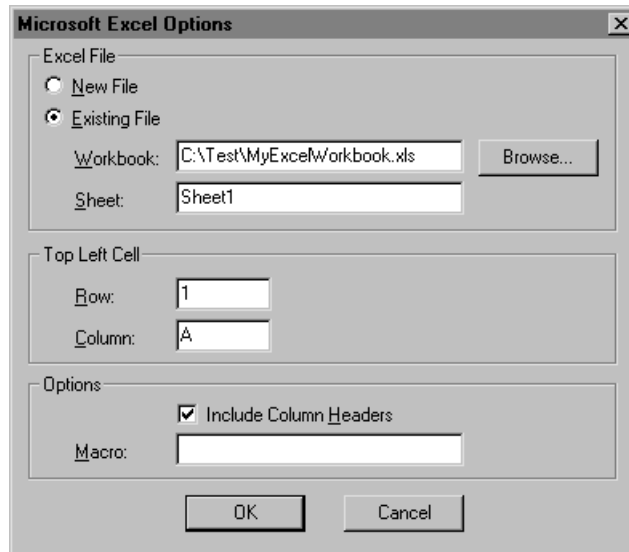 Microsoft Excel Options
Excel File
New File
Existing File
Workbook: C:\Test\MyExcelWorkbook.xls Browse...
Sheet: Sheet1
Top Left Cell
Row: 1
Column: A
Options
Include Column Headers
Macro:
OK Cancel